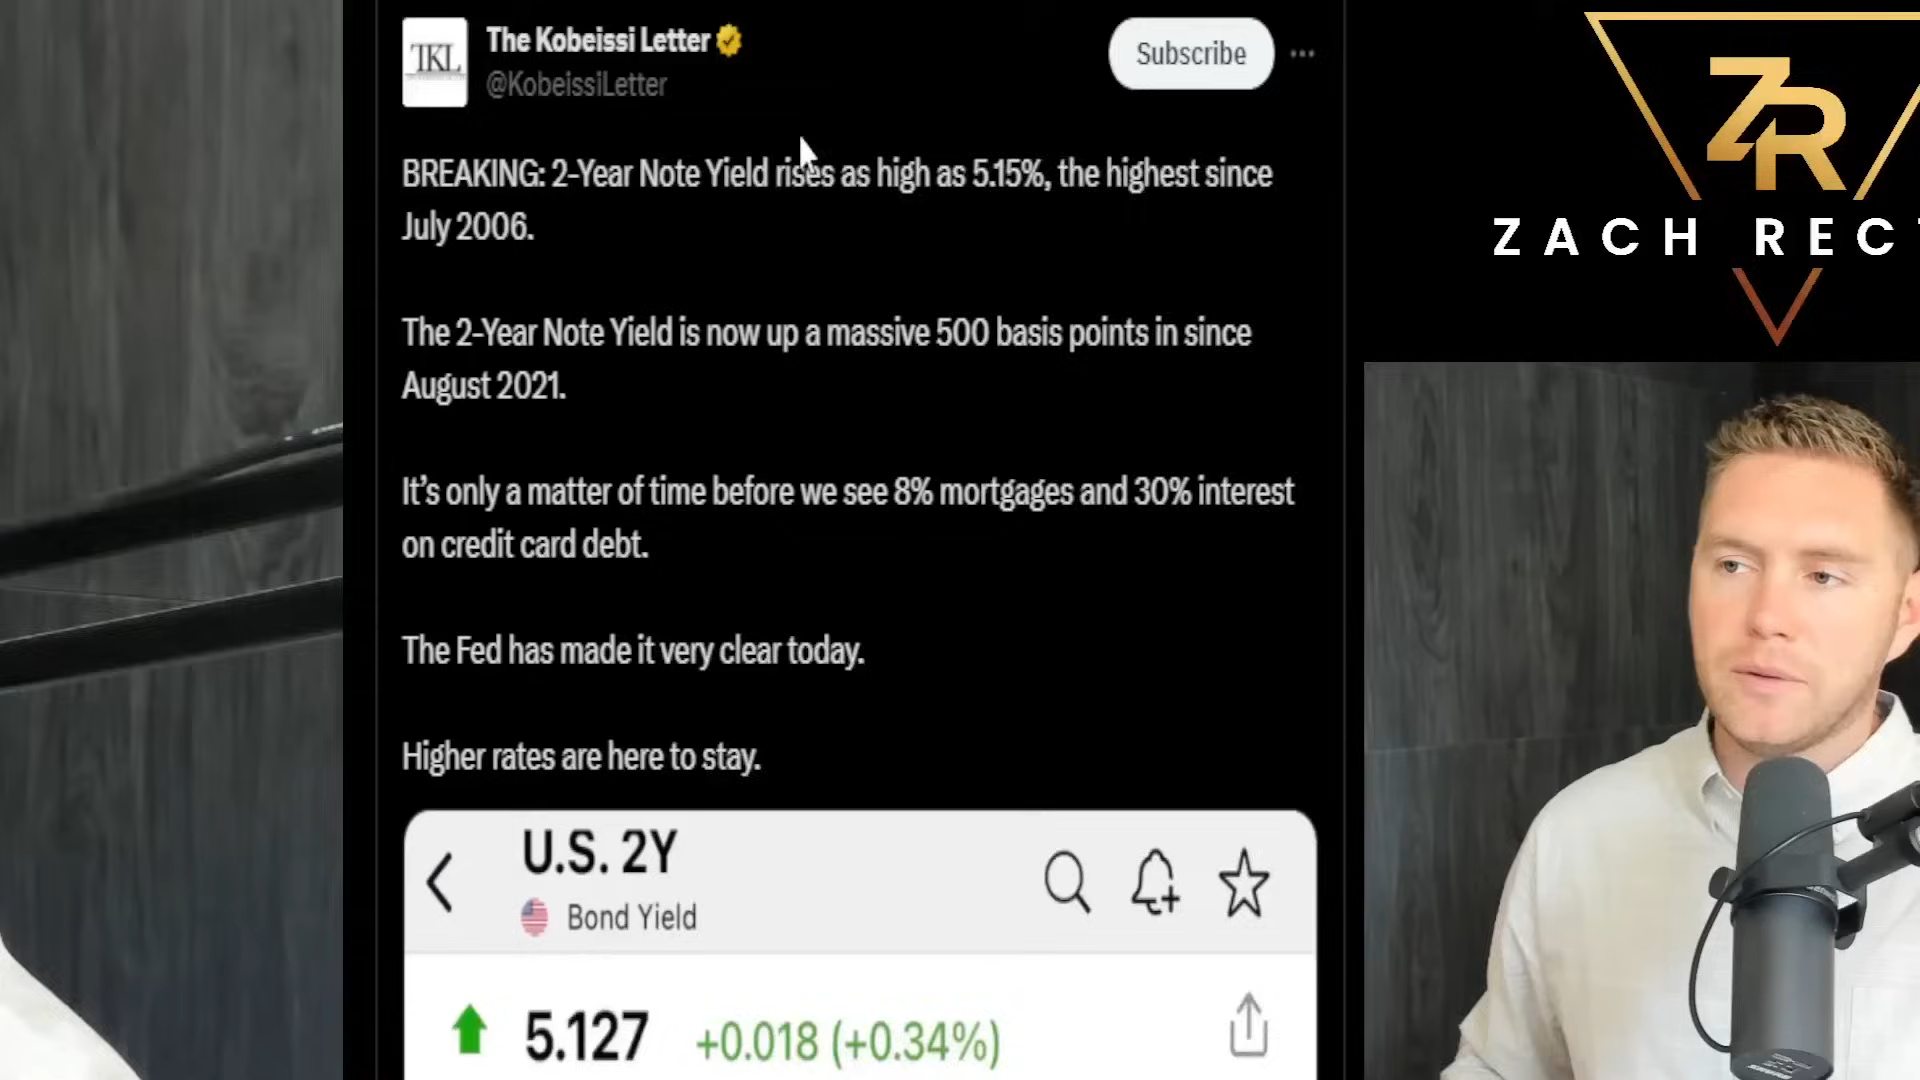 TKL
The Kobeissi Letter
@KobeissiLetter
Subscribe
BREAKING: 2-Year Note Yield rises as high as 5.15%, the highest since
July 2006.
The 2-Year Note Yield is now up a massive 500 basis points in since
August 2021.
It's only a matter of time before we see 8% mortgages and 30% interest
on credit card debt.
The Fed has made it very clear today.
Higher rates are here to stay.
U.S. 2Y
Bond Yield
5.127 +0.018 (+0.34%)
ZR
ZACH RECT